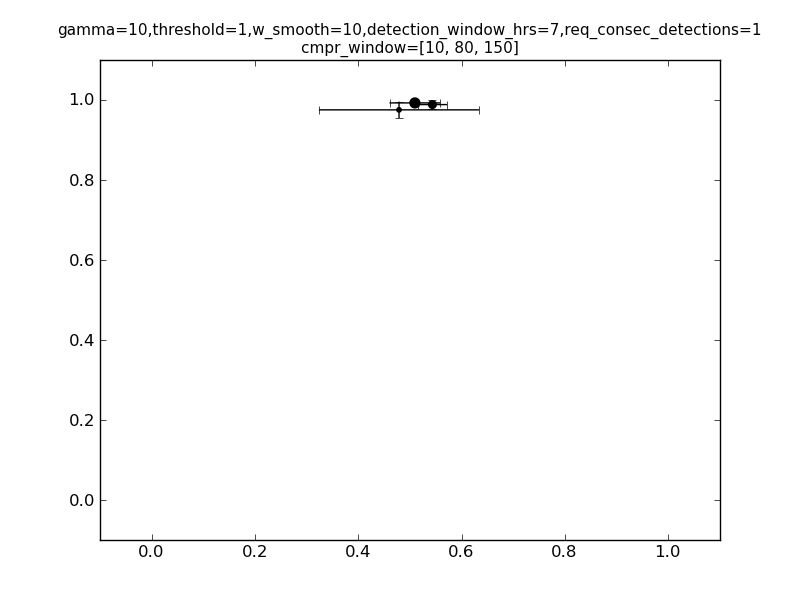 gamma=10,threshold=1,w_smooth=10,detection_window_hrs=7,req_consec_detections=1
cmpr_window=[10, 80, 150]
1.0
0.8
0.6
0.4
0.2
0.0
0.0 0.2 0.4 0.6 0.8 1.0